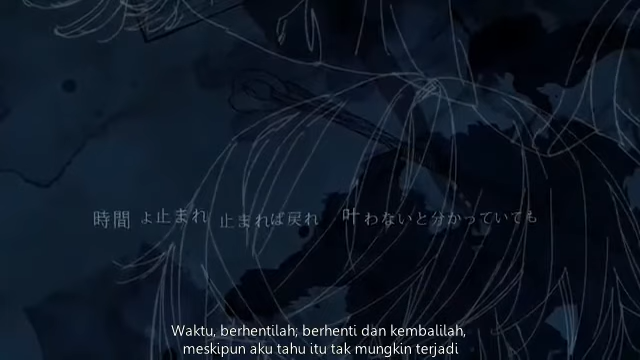 時間よ止まれ 止まれば戻れ 叶わないと分かっていても
Waktu, berhentilah; berhenti dan kembalilah,
meskipun aku tahu itu tak mungkin terjadi